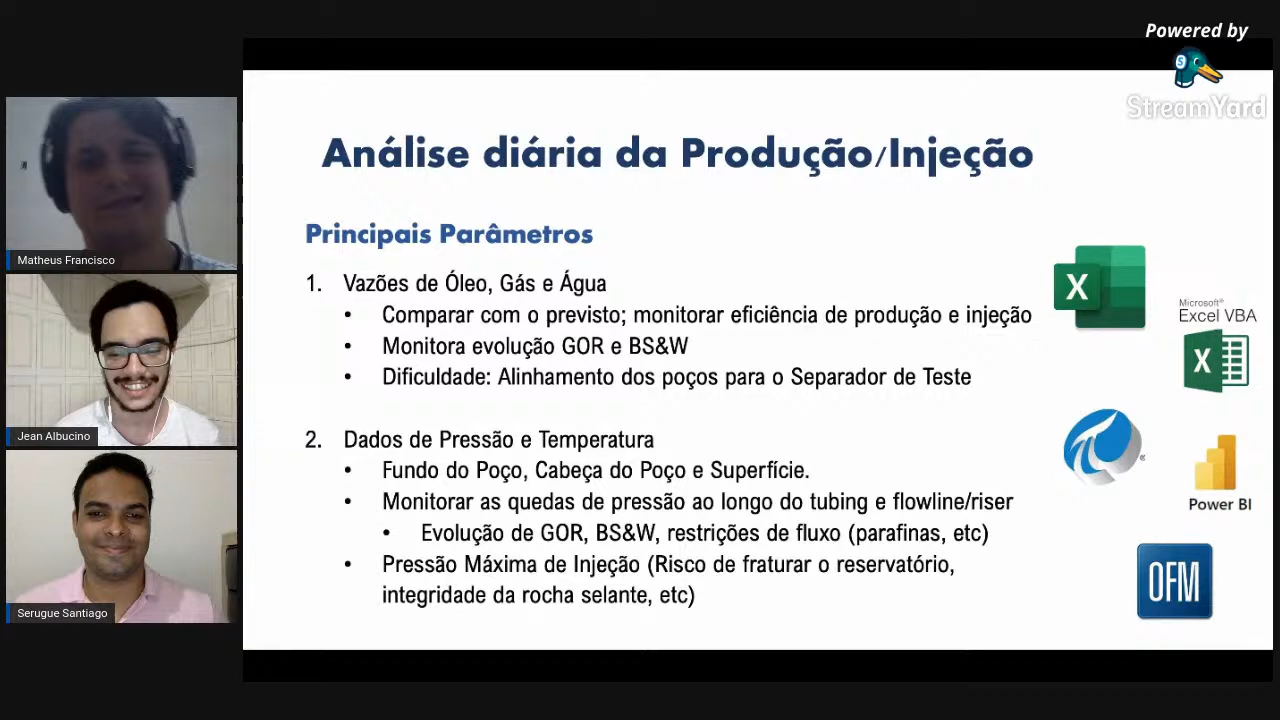 Powered by
StreamYard
Análise diária da Produção/Injeção
Principais Parâmetros
1. Vazões de Óleo, Gás e Água
• Comparar com o previsto; monitorar eficiência de produção e injeção
• Monitora evolução GOR e BS&W
• Dificuldade: Alinhamento dos poços para o Separador de Teste
2. Dados de Pressão e Temperatura
• Fundo do Poço, Cabeça do Poço e Superfície.
• Monitorar as quedas de pressão ao longo do tubing e flowline/riser
• Evolução de GOR, BS&W, restrições de fluxo (parafinas, etc)
• Pressão Máxima de Injeção (Risco de fraturar o reservatório,
integridade da rocha selante, etc)
X
Microsoft®
Excel VBA
X
Power BI
OFM
Matheus Francisco
Jean Albucino
Serugue Santiago